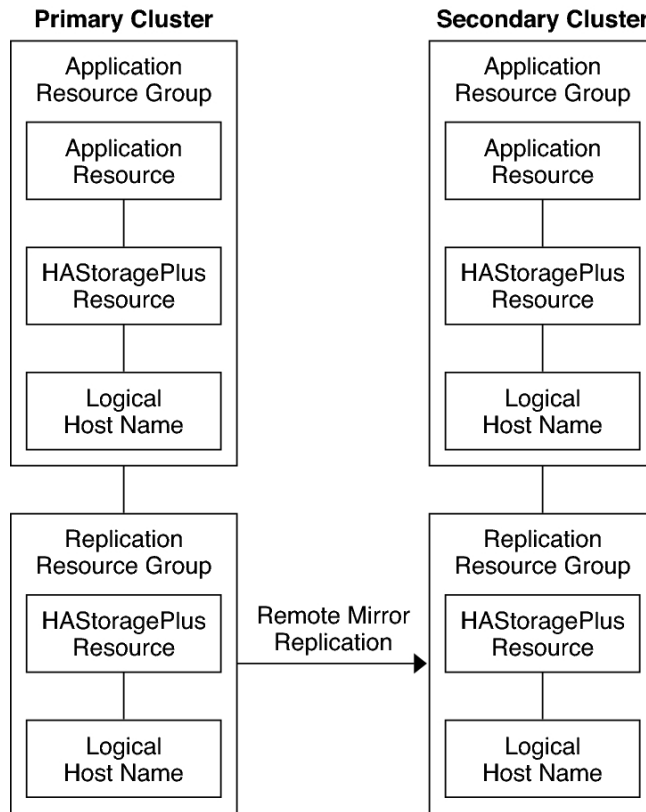 Primary Cluster
Application
Resource Group
Application
Resource
HAStoragePlus
Resource
Logical
Host Name
Replication
Resource Group
HAStoragePlus
Resource
Logical
Host Name
Remote Mirror
Replication
Secondary Cluster
Application
Resource Group
Application
Resource
HAStoragePlus
Resource
Logical
Host Name
Replication
Resource Group
HAStoragePlus
Resource
Logical
Host Name